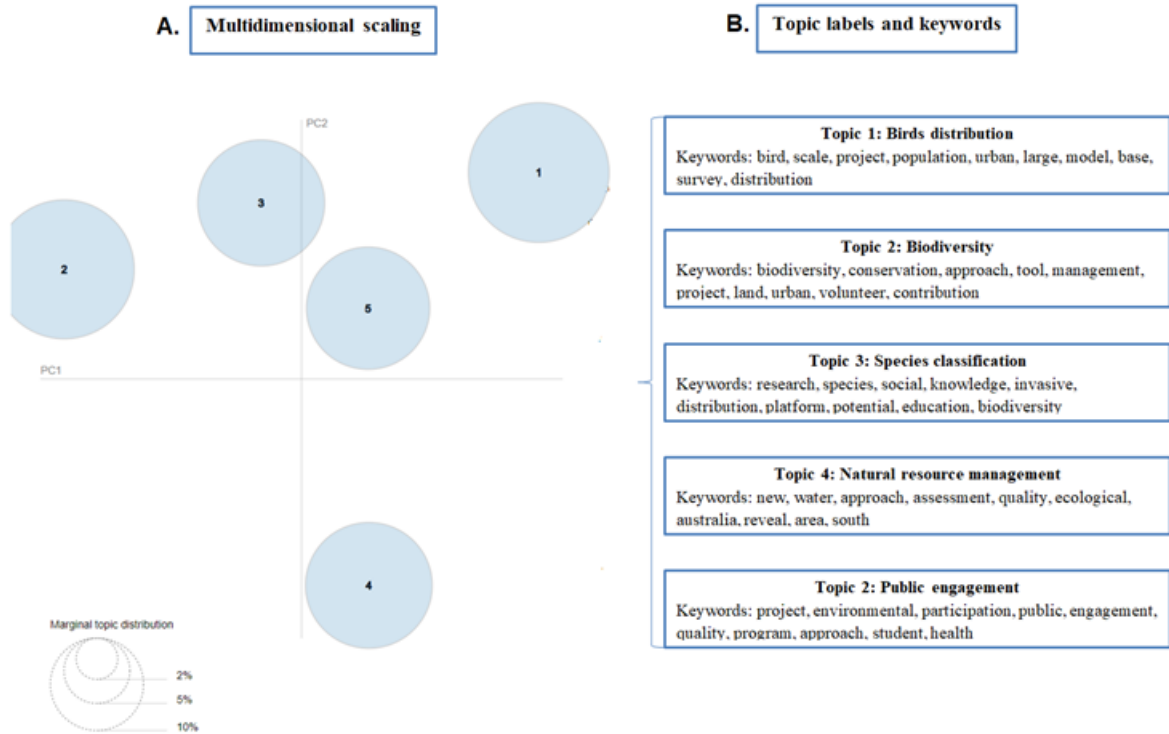 A.
Multidimensional scaling
PC2
1
3
2
5
PC1
4
Marginal topic distribution
2%
5%
10%
B.
Topic labels and keywords
Topic 1: Birds distribution
Keywords: bird, scale, project, population, urban, large, model, base,
survey, distribution
Topic 2: Biodiversity
Keywords: biodiversity, conservation, approach, tool, management,
project, land, urban, volunteer, contribution
Topic 3: Species classification
Keywords: research, species, social, knowledge, invasive,
distribution, platform, potential, education, biodiversity
Topic 4: Natural resource management
Keywords: new, water, approach, assessment, quality, ecological,
australia, reveal, area, south
Topic 2: Public engagement
Keywords: project, environmental, participation, public, engagement,
quality, program, approach, student, health